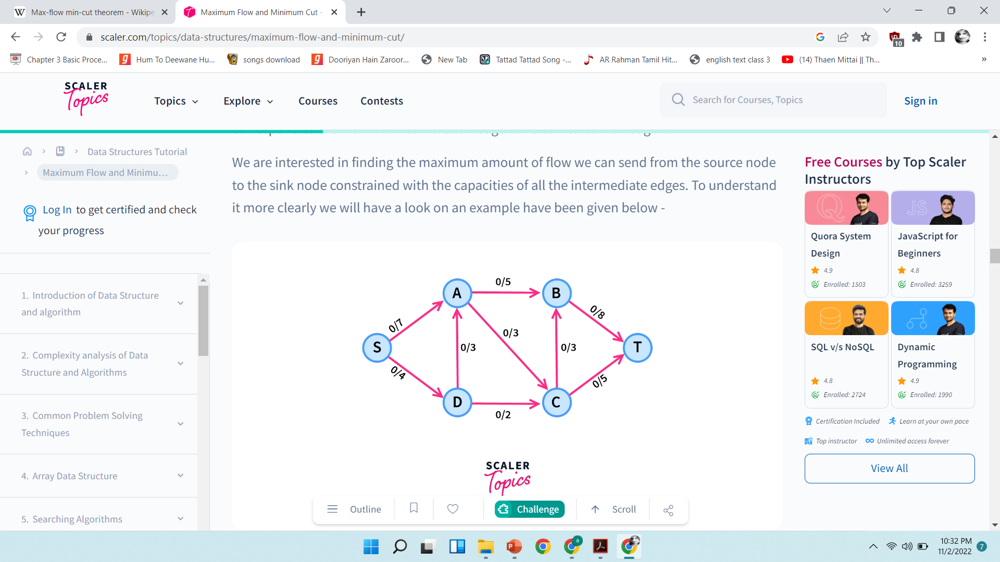 Max-flow min-cut theorem - Wikipe
Maximum Flow and Minimum Cut -
scaler.com/topics/data-structures/maximum-flow-and-minimum-cut/
10
Chapter 3 Basic Proce...
Hum To Deewane Hu...
songs download
Dooriyan Hain Zaroor...
New Tab
Tattad Tattad Song -...
AR Rahman Tamil Hit...
english text class 3
(14) Thaen Mittai || Th...
»
SCALER
Topics
Topics
Explore
Courses
Contests
Search for Courses, Topics
Sign in
Data Structures Tutorial
Maximum Flow and Minimu...
Log In to get certified and check
your progress
1. Introduction of Data Structure
and algorithm
2. Complexity analysis of Data
Structure and Algorithms
3. Common Problem Solving
Techniques
4. Array Data Structure
5. Searching Algorithms
We are interested in finding the maximum amount of flow we can send from the source node
to the sink node constrained with the capacities of all the intermediate edges. To understand
it more clearly we will have a look on an example have been given below -
0/5
A
B
0/7
0/8
0/3
S
0/3
0/3
T
0/4
0/5
D
C
0/2
SCALER
Topics
Outline
Challenge
Scroll
Free Courses by Top Scaler
Instructors
Q
JS
Quora System
Design
4.9
Enrolled: 1503
JavaScript for
Beginners
4.8
Enrolled: 3259
SQL v/s NoSQL
4.8
Enrolled: 2724
Dynamic
Programming
4.9
Enrolled: 1990
Certification Included
Learn at your own pace
Top instructor
Unlimited access forever
View All
10:32 PM
11/2/2022
7